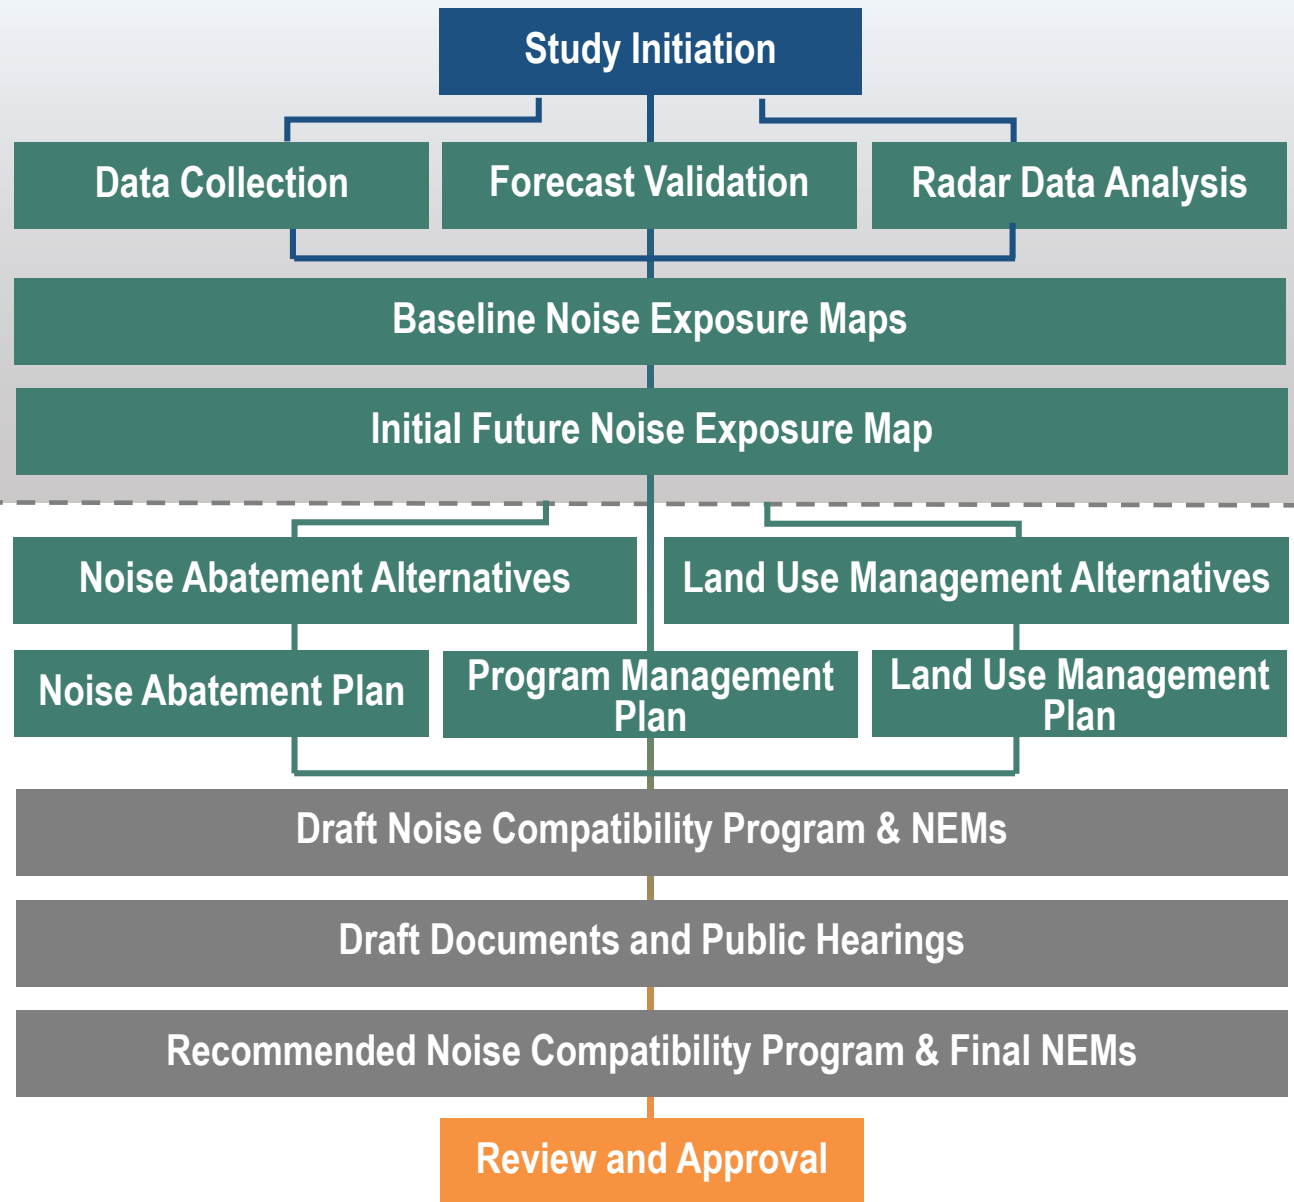 Study Initiation
Data Collection
Forecast Validation
Radar Data Analysis
Baseline Noise Exposure Maps
Initial Future Noise Exposure Map
Noise Abatement Alternatives
Land Use Management Alternatives
Noise Abatement Plan
Program Management
Plan
Land Use Management
Plan
Draft Noise Compatibility Program & NEMs
Draft Documents and Public Hearings
Recommended Noise Compatibility Program & Final NEMs
Review and Approval